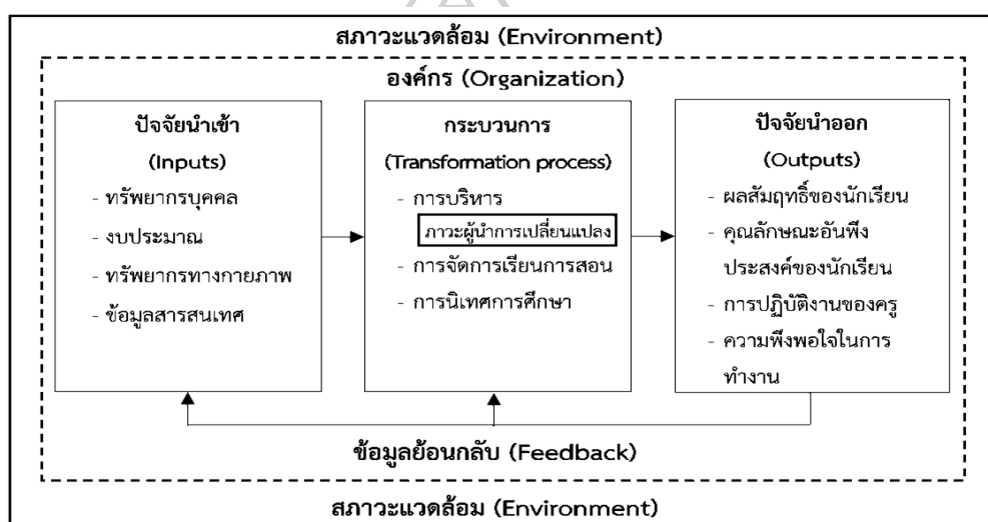 สภาวะแวดล้อม (Environment)
องค์กร (Organization)
ปัจจัยนำเข้า
(Inputs)
- ทรัพยากรบุคคล
- งบประมาณ
- ทรัพยากรทางกายภาพ
- ข้อมูลสารสนเทศ
กระบวนการ
(Transformation process)
- การบริหาร
ภาวะผู้นำการเปลี่ยนแปลง
- การจัดการเรียนการสอน
- การนิเทศการศึกษา
ปัจจัยนำออก
(Outputs)
- ผลสัมฤทธิ์ของนักเรียน
- คุณลักษณะอันพึง
ประสงค์ของนักเรียน
- การปฏิบัติงานของครู
- ความพึงพอใจในการ
ทำงาน
ข้อมูลย้อนกลับ (Feedback)
สภาวะแวดล้อม (Environment)